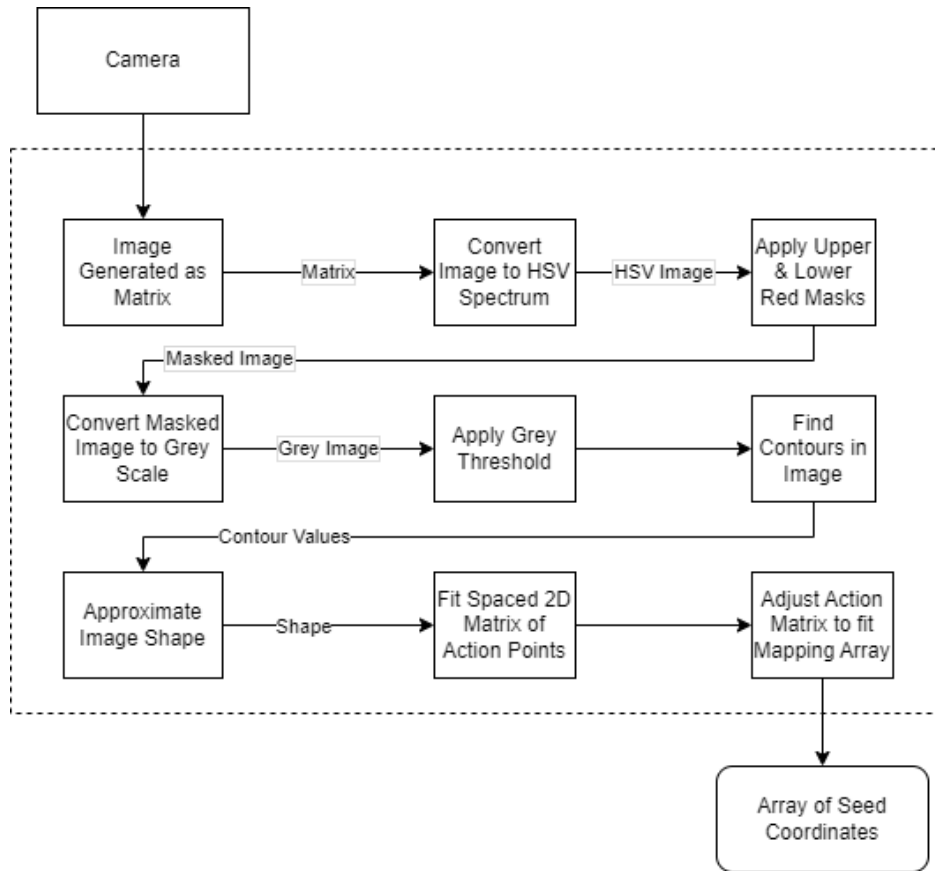 Camera
Image
Generated as
Matrix
Matrix
Convert
Image to HSV
Spectrum
HSV Image
Apply Upper
& Lower
Red Masks
Masked Image
Convert Masked
Image to Grey
Scale
Grey Image
Apply Grey
Threshold
Find
Contours in
Image
Contour Values
Approximate
Image Shape
Shape
Fit Spaced 2D
Matrix of
Action Points
Adjust Action
Matrix to fit
Mapping Array
Array of Seed
Coordinates